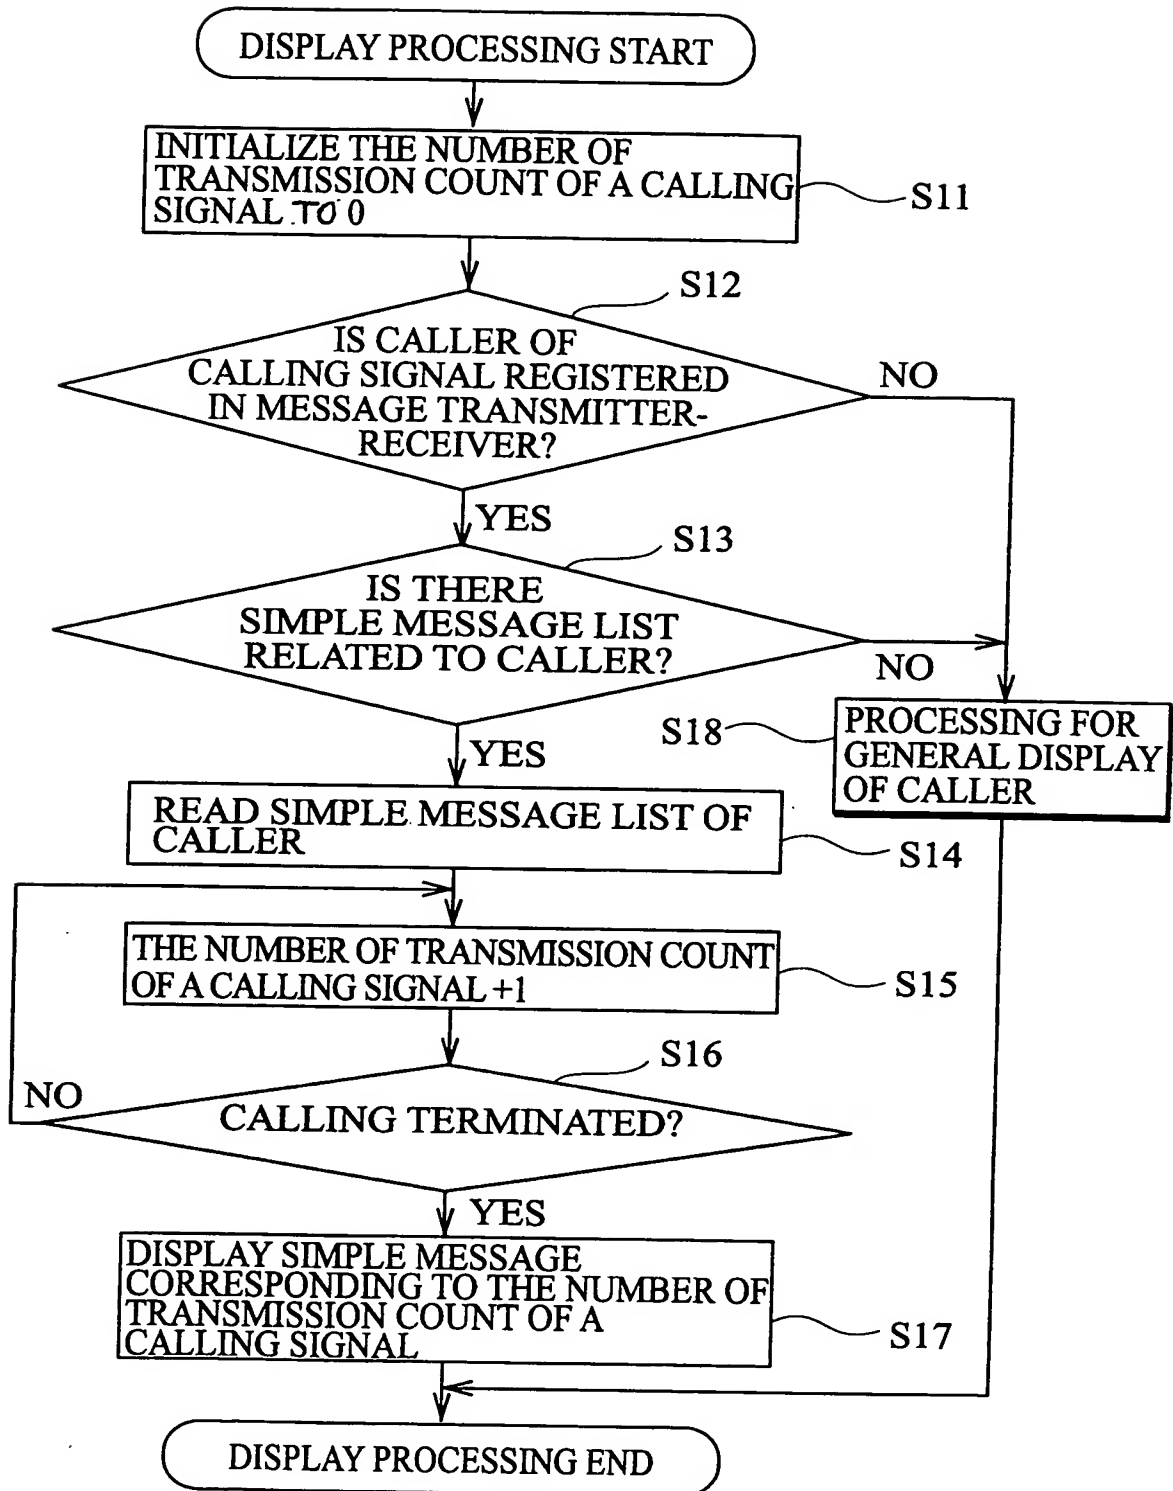 DISPLAY PROCESSING START
INITIALIZE THE NUMBER OF
TRANSMISSION COUNT OF A CALLING
SIGNAL TO 0
S11
S12
IS CALLER OF
CALLING SIGNAL REGISTERED
IN MESSAGE TRANSMITTER-
RECEIVER?
NO
YES
S13
IS THERE
SIMPLE MESSAGE LIST
RELATED TO CALLER?
NO
YES
S18
PROCESSING FOR
GENERAL DISPLAY
OF CALLER
READ SIMPLE MESSAGE LIST OF
CALLER
S14
THE NUMBER OF TRANSMISSION COUNT
OF A CALLING SIGNAL +1
S15
S16
NO
CALLING TERMINATED?
YES
DISPLAY SIMPLE MESSAGE
CORRESPONDING TO THE NUMBER OF
TRANSMISSION COUNT OF A
CALLING SIGNAL
S17
DISPLAY PROCESSING END